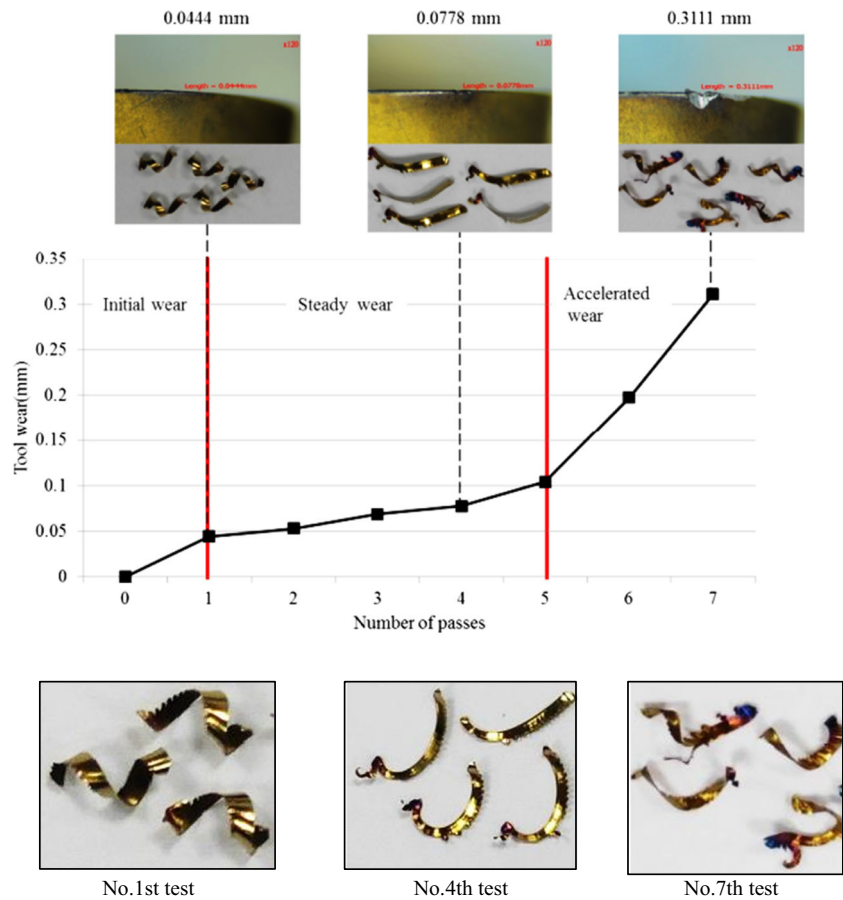 0.0444 mm
0.0778 mm
0.3111 mm
x120
x120
x120
Length = 0.0444mm
Length = 0.0778mm
Length = 0.3111mm
0.35
0.3
0.25
0.2
0.15
0.1
0.05
0
Tool wear(mm)
Initial wear
Steady wear
Accelerated
wear
0 1 2 3 4 5 6 7
Number of passes
No.1st test
No.4th test
No.7th test